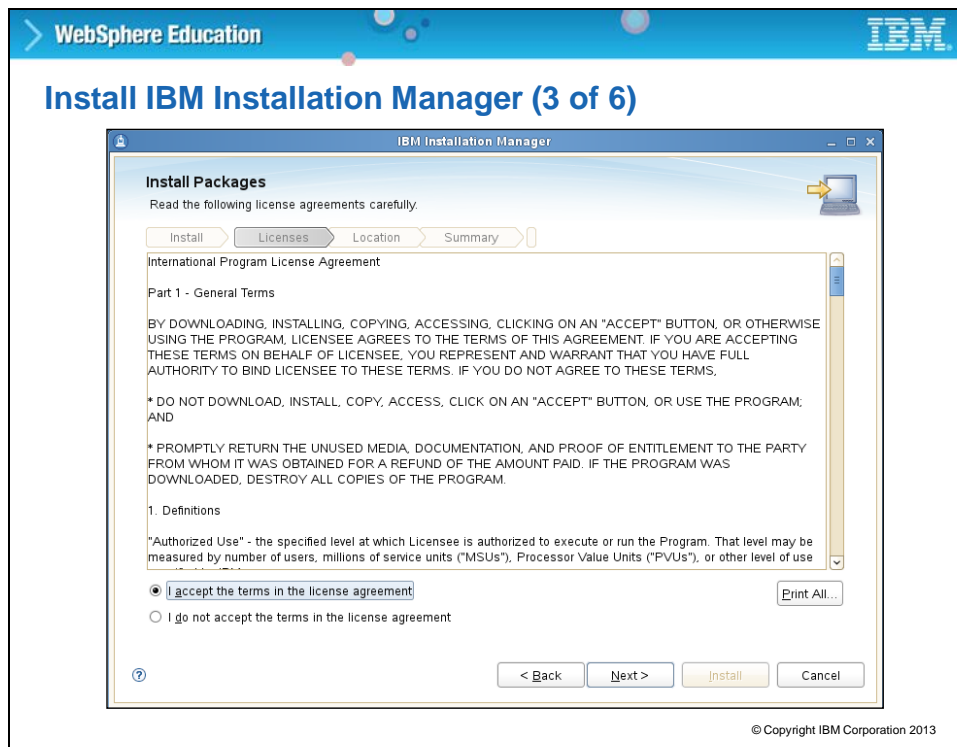 WebSphere Education
IBM.
Install IBM Installation Manager (3 of 6)
IBM Installation Manager
Install Packages
Read the following license agreements carefully.
Install
Licenses
Location
Summary
International Program License Agreement
Part 1 - General Terms
BY DOWNLOADING, INSTALLING, COPYING, ACCESSING, CLICKING ON AN "ACCEPT" BUTTON, OR OTHERWISE
USING THE PROGRAM, LICENSEE AGREES TO THE TERMS OF THIS AGREEMENT. IF YOU ARE ACCEPTING
THESE TERMS ON BEHALF OF LICENSEE, YOU REPRESENT AND WARRANT THAT YOU HAVE FULL
AUTHORITY TO BIND LICENSEE TO THESE TERMS. IF YOU DO NOT AGREE TO THESE TERMS,
* DO NOT DOWNLOAD, INSTALL, COPY, ACCESS, CLICK ON AN "ACCEPT" BUTTON, OR USE THE PROGRAM;
AND
* PROMPTLY RETURN THE UNUSED MEDIA, DOCUMENTATION, AND PROOF OF ENTITLEMENT TO THE PARTY
FROM WHOM IT WAS OBTAINED FOR A REFUND OF THE AMOUNT PAID. IF THE PROGRAM WAS
DOWNLOADED, DESTROY ALL COPIES OF THE PROGRAM.
1. Definitions
"Authorized Use" - the specified level at which Licensee is authorized to execute or run the Program. That level may be
measured by number of users, millions of service units ("MSUs"), Processor Value Units ("PVUs"), or other level of use
I accept the terms in the license agreement
Print All...
I do not accept the terms in the license agreement
?
< Back
Next >
Install
Cancel
© Copyright IBM Corporation 2013